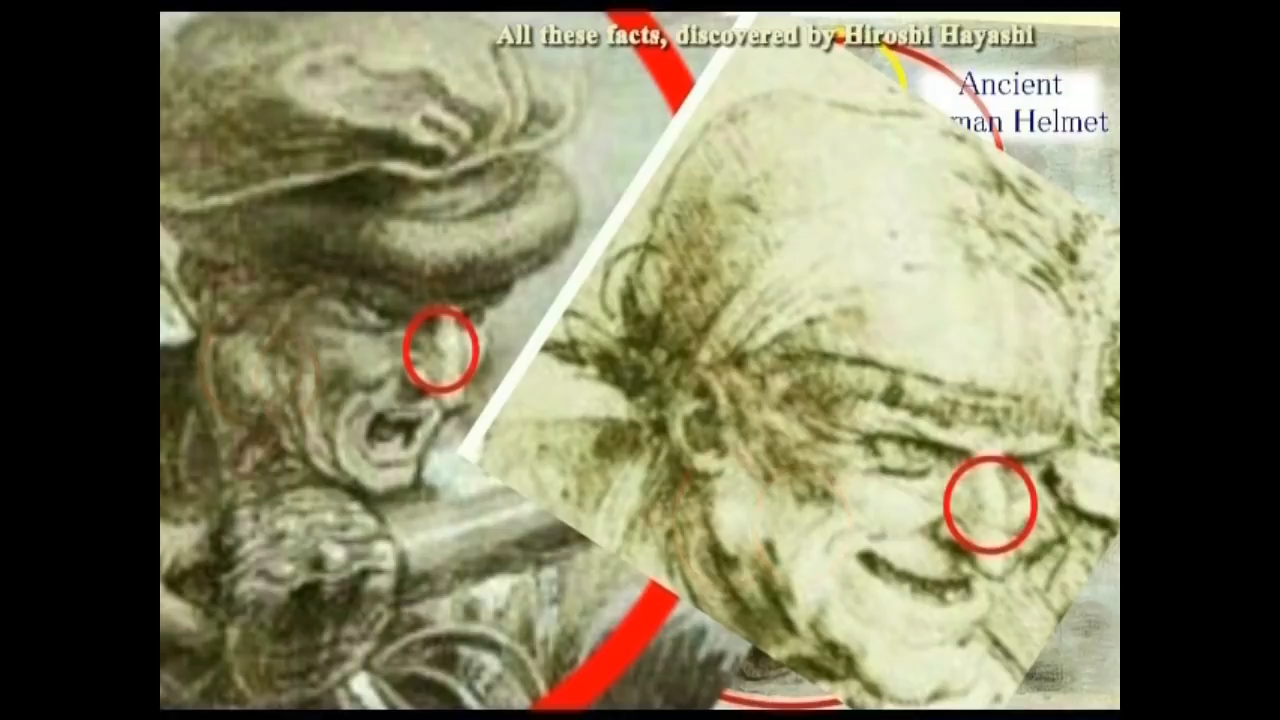 All these facts, discovered by Hiroshi Hayashi
Ancient
man Helmet